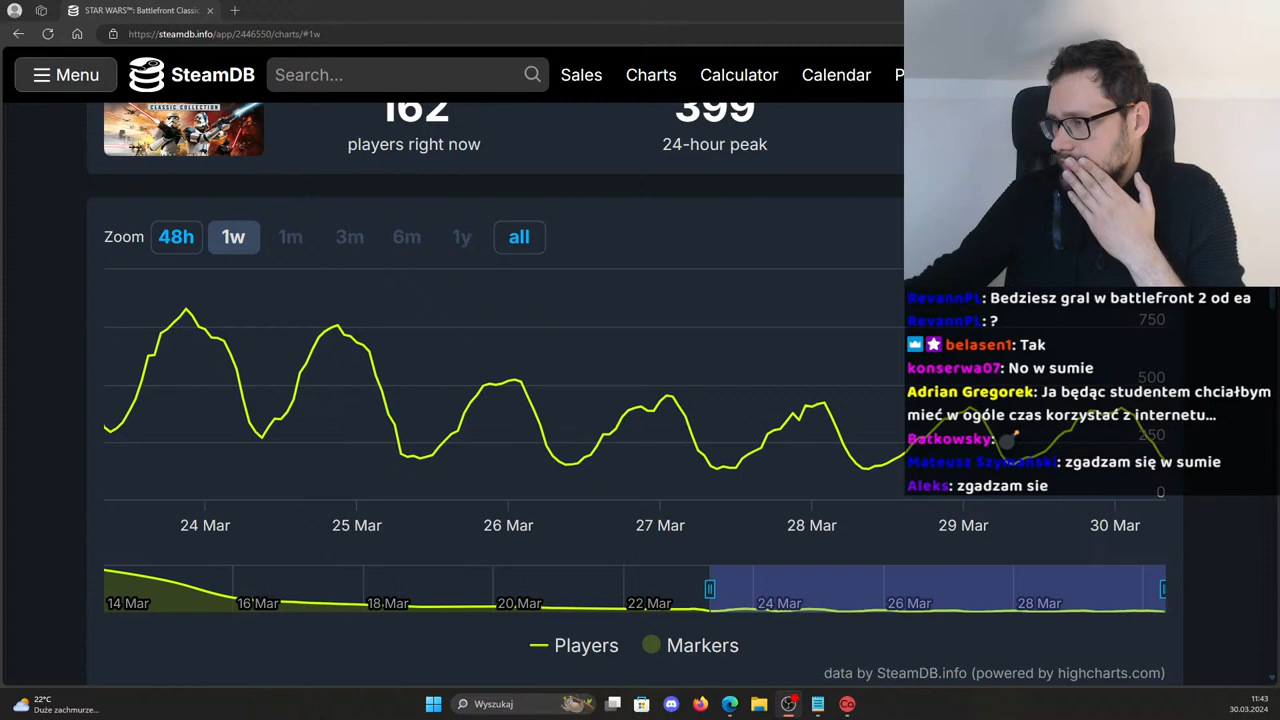 STAR WARS™: Battlefront Classic
https://steamdb.info/app/2446550/charts/#1w
Menu
SteamDB
Search...
Sales
Charts
Calculator
Calendar
P
CLASSIC COLLECTION
162
players right now
399
24-hour peak
Zoom
48h
1w
1m
3m
6m
1y
all
RevannPL: Bedziesz gral w battlefront 2 od ea
RevannPL: ?
belasen1: Tak
konserwa07: No w sumie
Adrian Gregorek: Ja będąc studentem chciałbym
mieć w ogóle czas korzystać z internetu...
Batkowsky:
Mateusz Szymański: zgadzam się w sumie
Aleks: zgadzam sie
750
500
250
0
24 Mar
25 Mar
26 Mar
27 Mar
28 Mar
29 Mar
30 Mar
14 Mar
16 Mar
18 Mar
20 Mar
22 Mar
24 Mar
26 Mar
28 Mar
Players
Markers
data by SteamDB.info (powered by highcharts.com)
22°C
Duże zachmurze...
Wyszukaj
11:43
30.03.2024